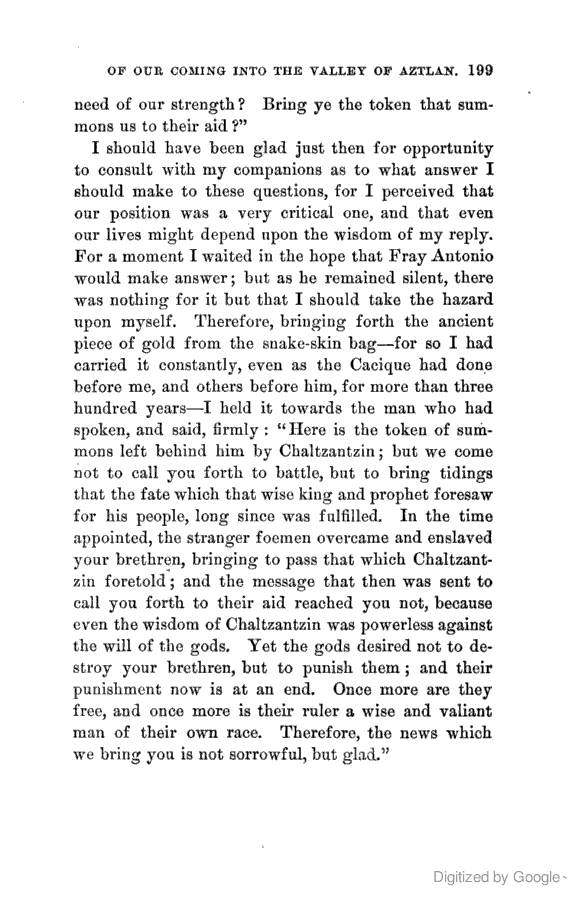 OF OUR COMING INTO THE VALLEY OF AZTLAN. 199
need of our strength? Bring ye the token that sum-
mons us to their aid?”
I should have been glad just then for opportunity
to consult with my companions as to what answer I
should make to these questions, for I perceived that
our position was a very critical one, and that even
our lives might depend upon the wisdom of my reply.
For a moment I waited in the hope that Fray Antonio
would make answer; but as he remained silent, there
was nothing for it but that I should take the hazard
upon myself. Therefore, bringing forth the ancient
piece of gold from the snake-skin bag—for so I had
carried it constantly, even as the Cacique had done
before me, and others before him, for more than three
hundred years—I held it towards the man who had
spoken, and said, firmly: “Here is the token of sum-
mons left behind him by Chaltzantzin; but we come
not to call you forth to battle, but to bring tidings
that the fate which that wise king and prophet foresaw
for his people, long since was fulfilled. In the time
appointed, the stranger foemen overcame and enslaved
your brethren, bringing to pass that which Chaltzant-
zin foretold; and the message that then was sent to
call you forth to their aid reached you not, because
even the wisdom of Chaltzantzin was powerless against
the will of the gods. Yet the gods desired not to de-
stroy your brethren, but to punish them; and their
punishment now is at an end. Once more are they
free, and once more is their ruler a wise and valiant
man of their own race. Therefore, the news which
we bring you is not sorrowful, but glad.”
Digitized by Google